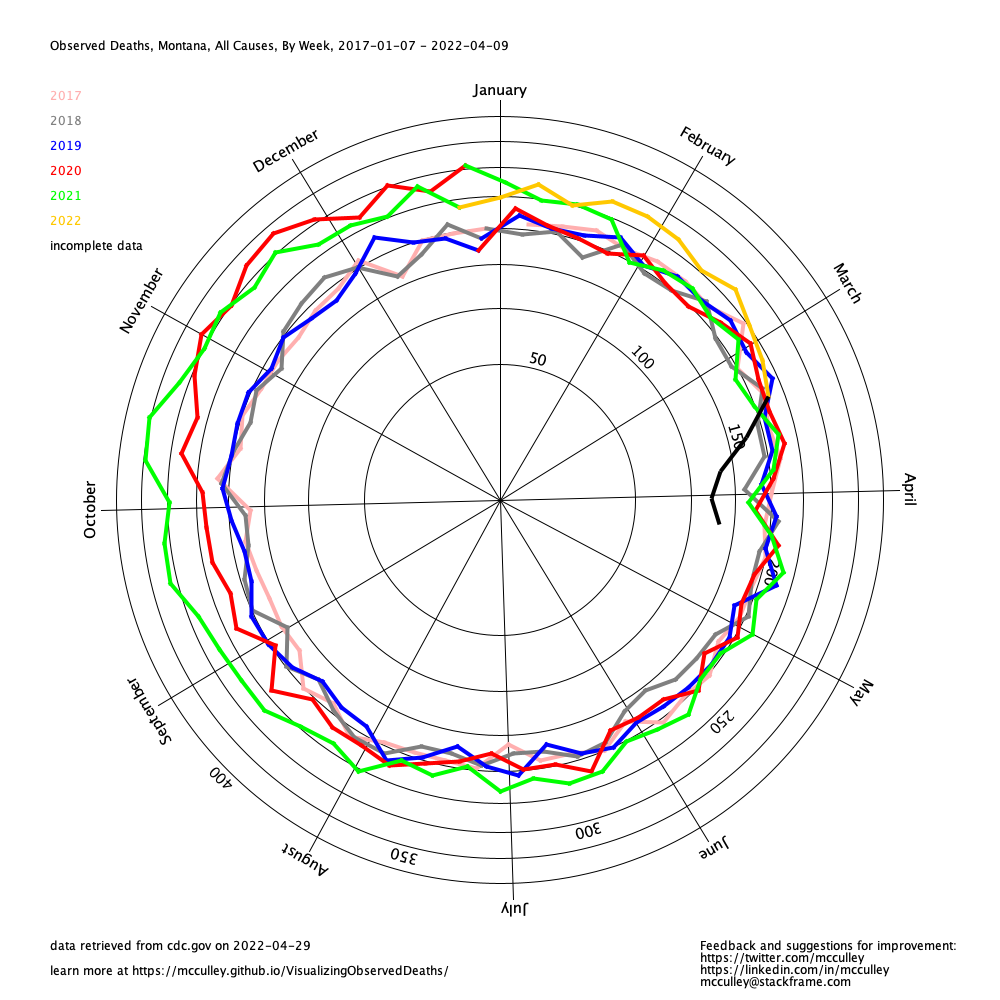 Observed Deaths, Montana, All Causes, By Week, 2017-01-07 - 2022-04-09
January
2017
2018
2019
2020
2021
2022
incomplete data
December
February
November
March
50
100
150
October
April
200
September
May
250
400
300
350
August
June
July
data retrieved from cdc.gov on 2022-04-29
learn more at https://mcculley.github.io/VisualizingObservedDeaths/
Feedback and suggestions for improvement:
https://twitter.com/mcculley
https://linkedin.com/in/mcculley
mcculley@stackframe.com